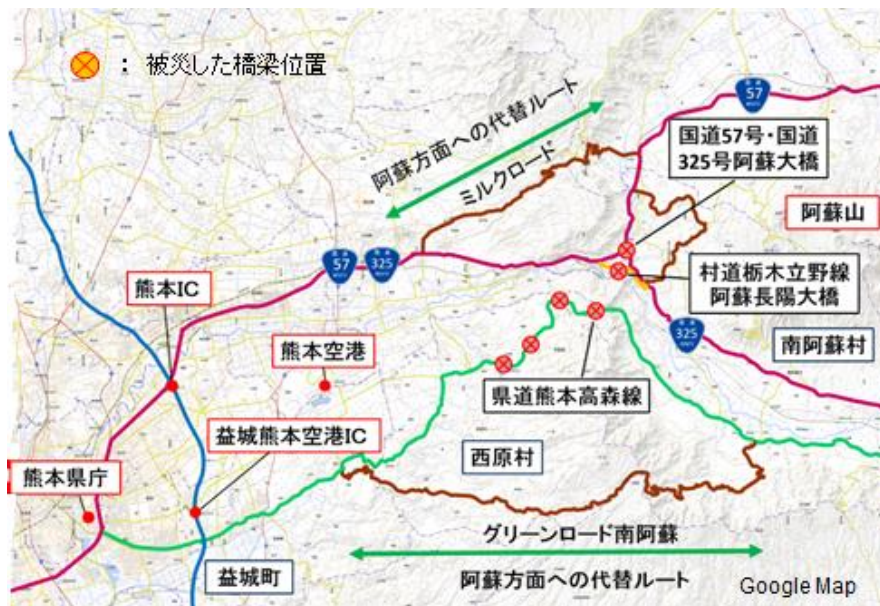 ：被災した橋梁位置
国道
57
国道57号・国道
325号阿蘇大橋
阿蘇方面への代替ルート
ミルクロード
阿蘇山
57
325
村道栃木立野線
阿蘇長陽大橋
熊本IC
熊本空港
325
南阿蘇村
県道熊本高森線
益城熊本空港IC
西原村
熊本県庁
グリーンロード南阿蘇
益城町
阿蘇方面への代替ルート
Google Map